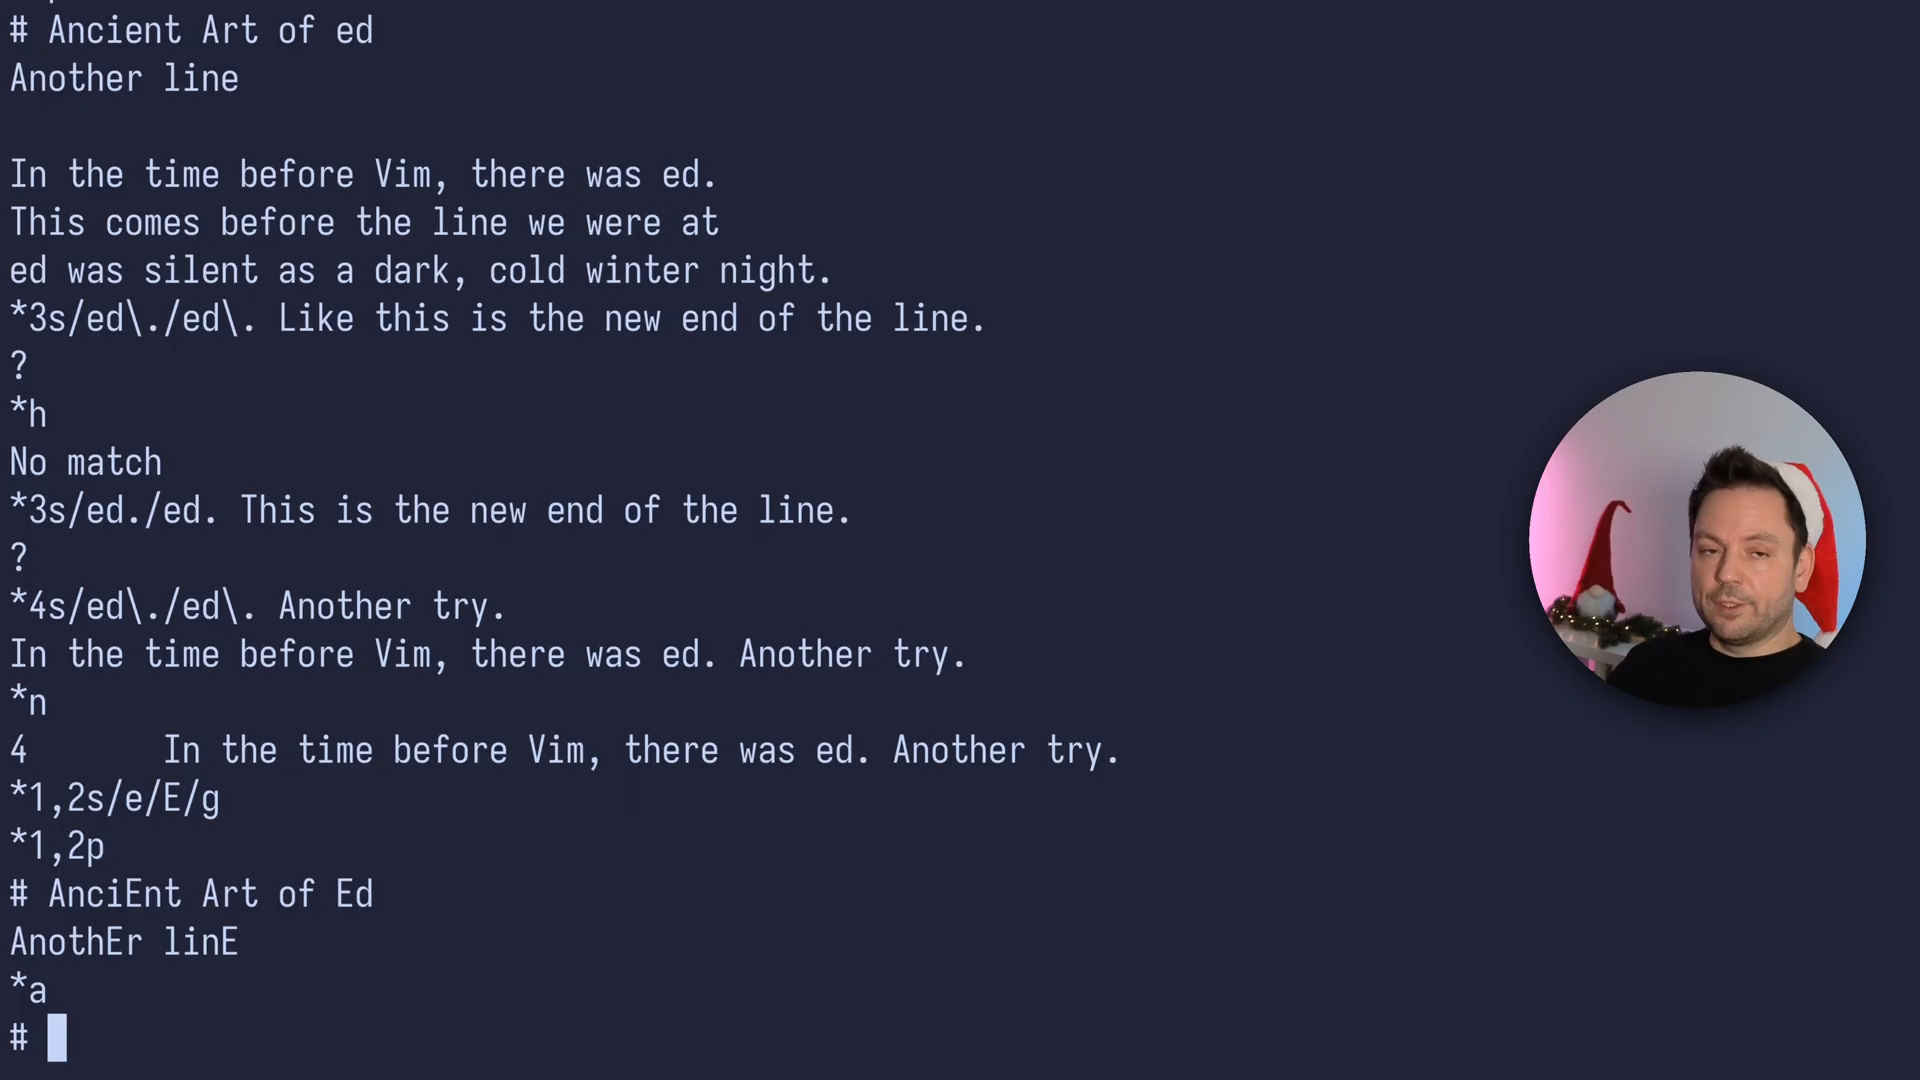 # Ancient Art of ed
Another line
In the time before Vim, there was ed.
This comes before the line we were at
ed was silent as a dark, cold winter night.
*3s/ed\./ed\. Like this is the new end of the line.
?
*h
No match
*3s/ed./ed. This is the new end of the line.
?
*4s/ed\./ed\. Another try.
In the time before Vim, there was ed. Another try.
*n
4       In the time before Vim, there was ed. Another try.
*1,2s/e/E/g
*1,2p
# AnciEnt Art of Ed
AnothEr linE
*a
#